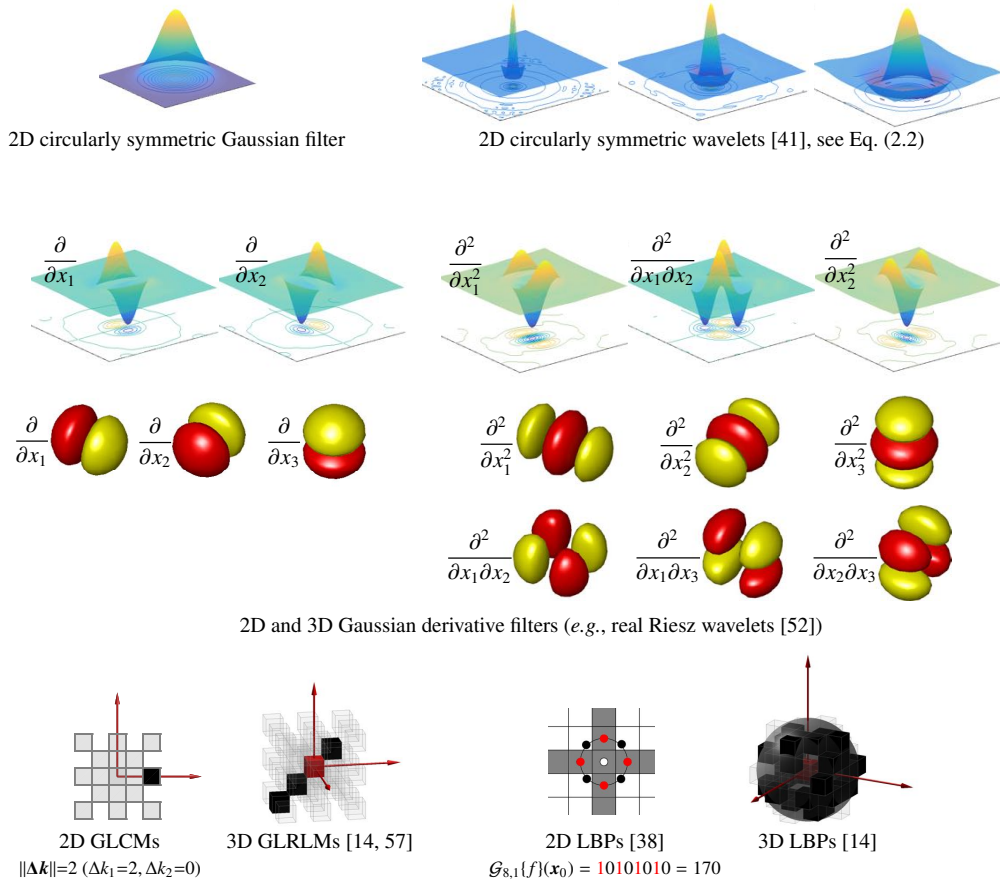 2D circularly symmetric Gaussian filter
2D circularly symmetric wavelets [41], see Eq. (2.2)
∂/∂x₁
∂/∂x₂
∂²/∂x₁²
∂²/∂x₁∂x₂
∂²/∂x₂²
∂/∂x₁
∂/∂x₂
∂/∂x₃
∂²/∂x₁²
∂²/∂x₂²
∂²/∂x₃²
∂²/∂x₁∂x₂
∂²/∂x₁∂x₃
∂²/∂x₂∂x₃
2D and 3D Gaussian derivative filters (e.g., real Riesz wavelets [52])
2D GLCMs
||Δk||=2 (Δk₁=2, Δk₂=0)
3D GLRLMs [14, 57]
2D LBPs [38]
𝒢₈,₁{f}(x₀) = 10101010 = 170
3D LBPs [14]